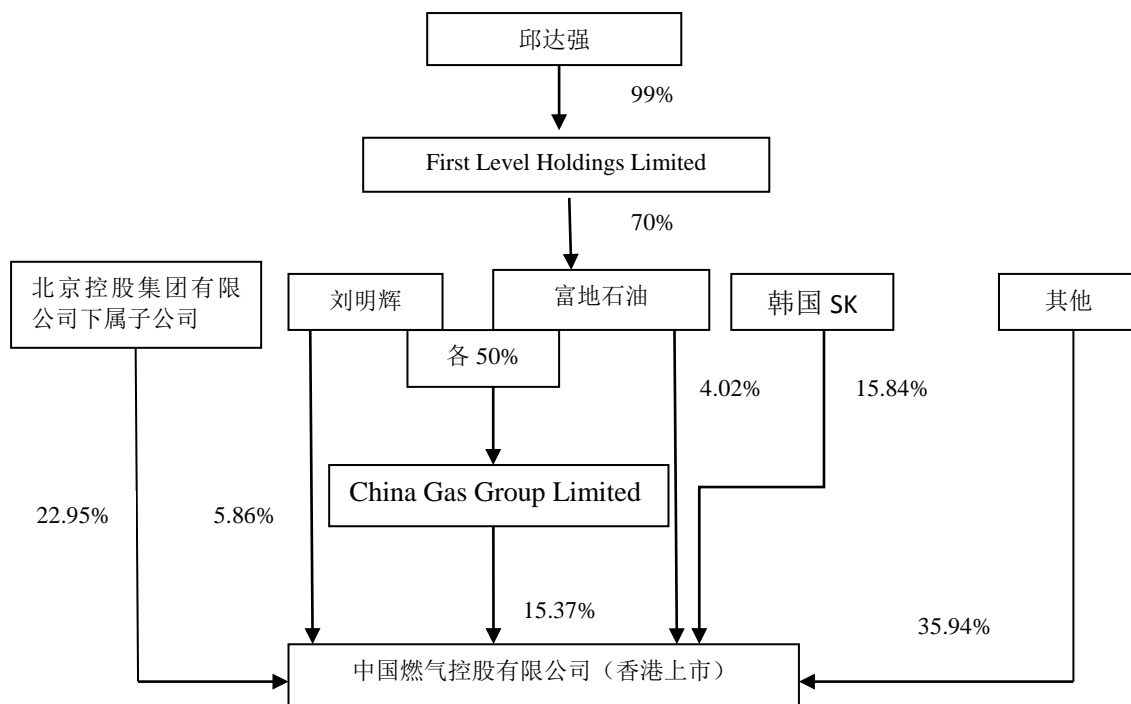 邱达强
99%
First Level Holdings Limited
70%
北京控股集团有限
公司下属子公司
刘明辉
富地石油
韩国 SK
其他
各 50%
4.02%
15.84%
China Gas Group Limited
22.95%
5.86%
15.37%
35.94%
中国燃气控股有限公司（香港上市）